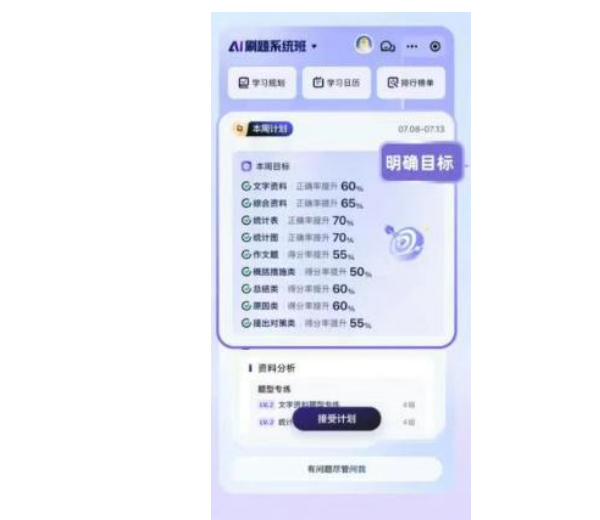 AI刷题系统班
学习规划 学习日历 排行榜单
本周计划 07.08-07.13
明确目标
本周目标
文字资料 正确率提升 60%
综合资料 正确率提升 65%
统计表 正确率提升 70%
统计图 正确率提升 70%
作文题 得分率提升 55%
概括措施类 得分率提升 50%
总结类 得分率提升 60%
原因类 得分率提升 60%
提出对策类 得分率提升 55%
资料分析
题型专练
LV.2 文字资料题型专练 4组
LV.2 统计 4组
接受计划
有问题尽管问我